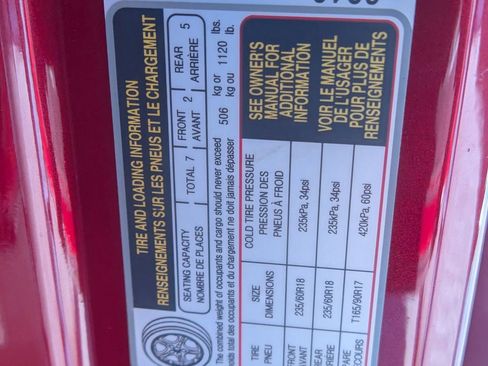 TIRE AND LOADING INFORMATION
RENSEIGNEMENTS SUR LES PNEUS ET LE CHARGEMENT
SEATING CAPACITY
NOMBRE DE PLACES
TOTAL 7
FRONT
AVANT 2
REAR
ARRIÈRE 5
The combined weight of occupants and cargo should never exceed
poids total des occupants et du chargement ne doit jamais dépasser
506 kg or
kg ou 1120 lbs.
lb.
TIRE
PNEU
SIZE
DIMENSIONS
COLD TIRE PRESSURE
PRESSION DES
PNEUS À FROID
FRONT
AVANT
235/60R18
235kPa, 34psi
REAR
235/60R18
235kPa, 34psi
T165/90R17
420kPa, 60psi
SEE OWNER'S
MANUAL FOR
ADDITIONAL
INFORMATION
VOIR LE MANUEL
DE L'USAGER
POUR PLUS DE
RENSEIGNEMENTS